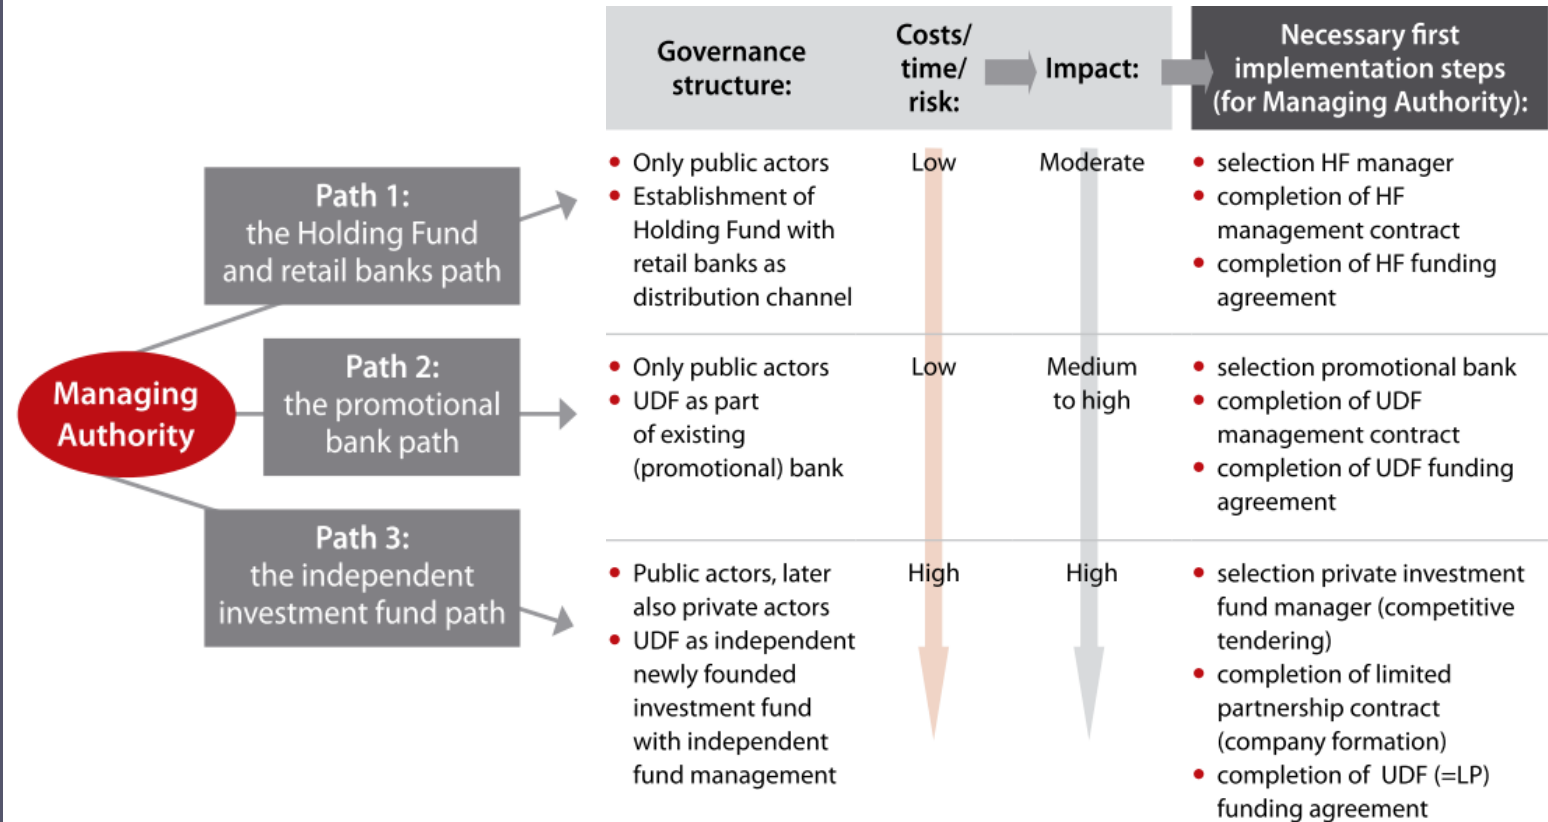 Governance
structure:
Costs/
time/
risk:
Impact:
Necessary first
implementation steps
(for Managing Authority):
Managing
Authority
Path 1:
the Holding Fund
and retail banks path
• Only public actors
• Establishment of
Holding Fund with
retail banks as
distribution channel
Low
Moderate
• selection HF manager
• completion of HF
management contract
• completion of HF funding
agreement
Path 2:
the promotional
bank path
• Only public actors
• UDF as part
of existing
(promotional) bank
Low
Medium
to high
• selection promotional bank
• completion of UDF
management contract
• completion of UDF funding
agreement
Path 3:
the independent
investment fund path
• Public actors, later
also private actors
• UDF as independent
newly founded
investment fund
with independent
fund management
High
High
• selection private investment
fund manager (competitive
tendering)
• completion of limited
partnership contract
(company formation)
• completion of UDF (=LP)
funding agreement